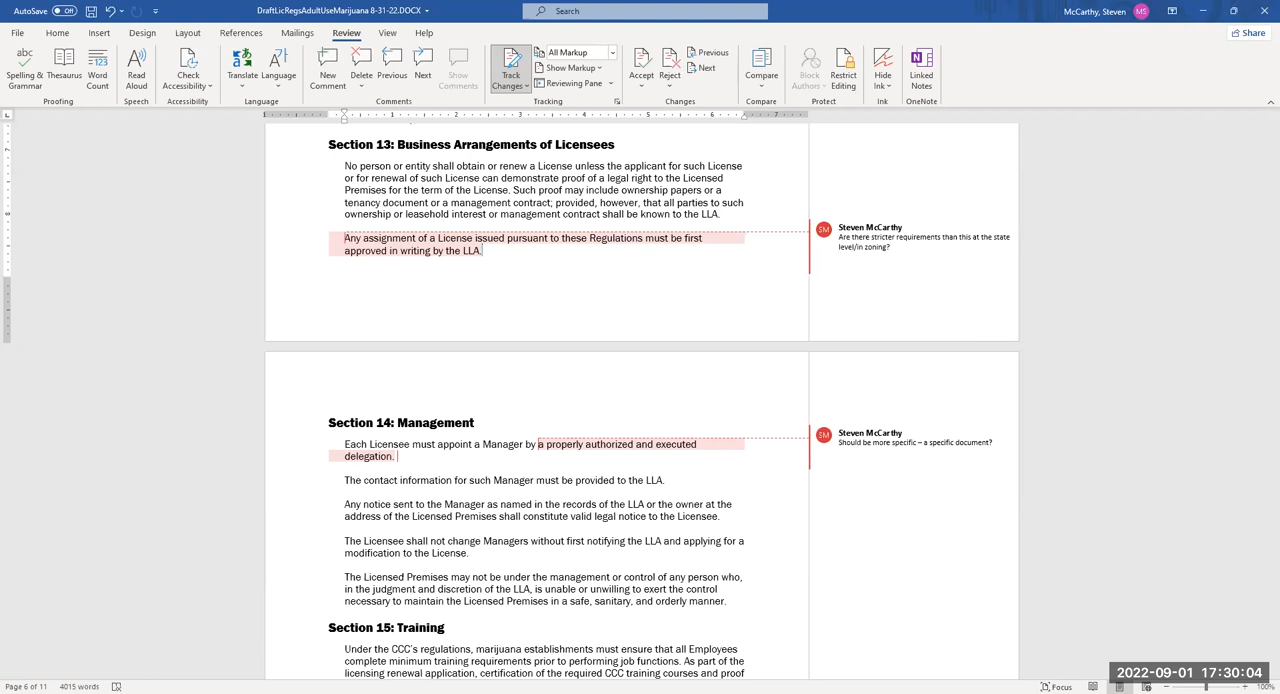 AutoSave Off DraftLicRegsAdultUseMarijuana 8-31-22.DOCX Search McCarthy, Steven MS
File Home Insert Design Layout References Mailings Review View Help Share
abc
Spelling & Grammar Thesaurus Word Count Read Aloud Check Accessibility Translate Language New Comment Delete Previous Next Show Comments Track Changes All Markup Show Markup Reviewing Pane Accept Reject Previous Next Compare Block Authors Restrict Editing Hide Ink Linked Notes
Proofing Speech Accessibility Language Comments Tracking Changes Compare Protect Ink OneNote
1 1 2 3 4 5 6 7
Section 13: Business Arrangements of Licensees
No person or entity shall obtain or renew a License unless the applicant for such License
or for renewal of such License can demonstrate proof of a legal right to the Licensed
Premises for the term of the License. Such proof may include ownership papers or a
tenancy document or a management contract; provided, however, that all parties to such
ownership or leasehold interest or management contract shall be known to the LLA.
Any assignment of a License issued pursuant to these Regulations must be first
approved in writing by the LLA.
SM Steven McCarthy
Are there stricter requirements than this at the state
level/in zoning?
Section 14: Management
Each Licensee must appoint a Manager by a properly authorized and executed
delegation.
SM Steven McCarthy
Should be more specific – a specific document?
The contact information for such Manager must be provided to the LLA.
Any notice sent to the Manager as named in the records of the LLA or the owner at the
address of the Licensed Premises shall constitute valid legal notice to the Licensee.
The Licensee shall not change Managers without first notifying the LLA and applying for a
modification to the License.
The Licensed Premises may not be under the management or control of any person who,
in the judgment and discretion of the LLA, is unable or unwilling to exert the control
necessary to maintain the Licensed Premises in a safe, sanitary, and orderly manner.
Section 15: Training
Under the CCC's regulations, marijuana establishments must ensure that all Employees
complete minimum training requirements prior to performing job functions. As part of the
licensing renewal application, certification of the required CCC training courses and proof
2022-09-01 17:30:04
Page 6 of 11 4015 words Focus 100%